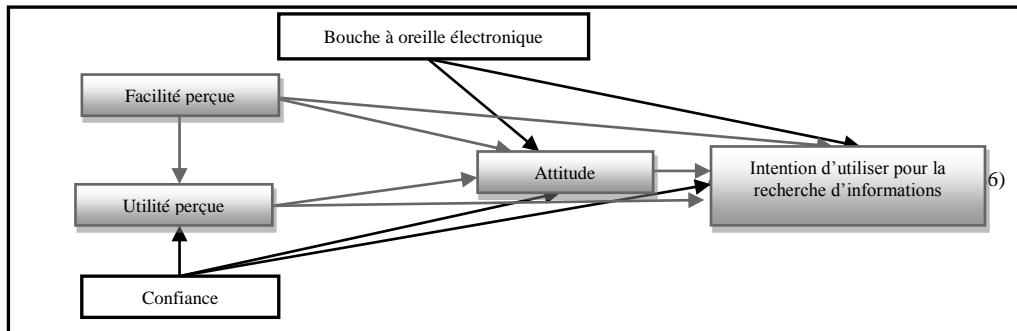 Bouche à oreille électronique
Facilité perçue
Attitude
Intention d’utiliser pour la
recherche d’informations
6)
Utilité perçue
Confiance